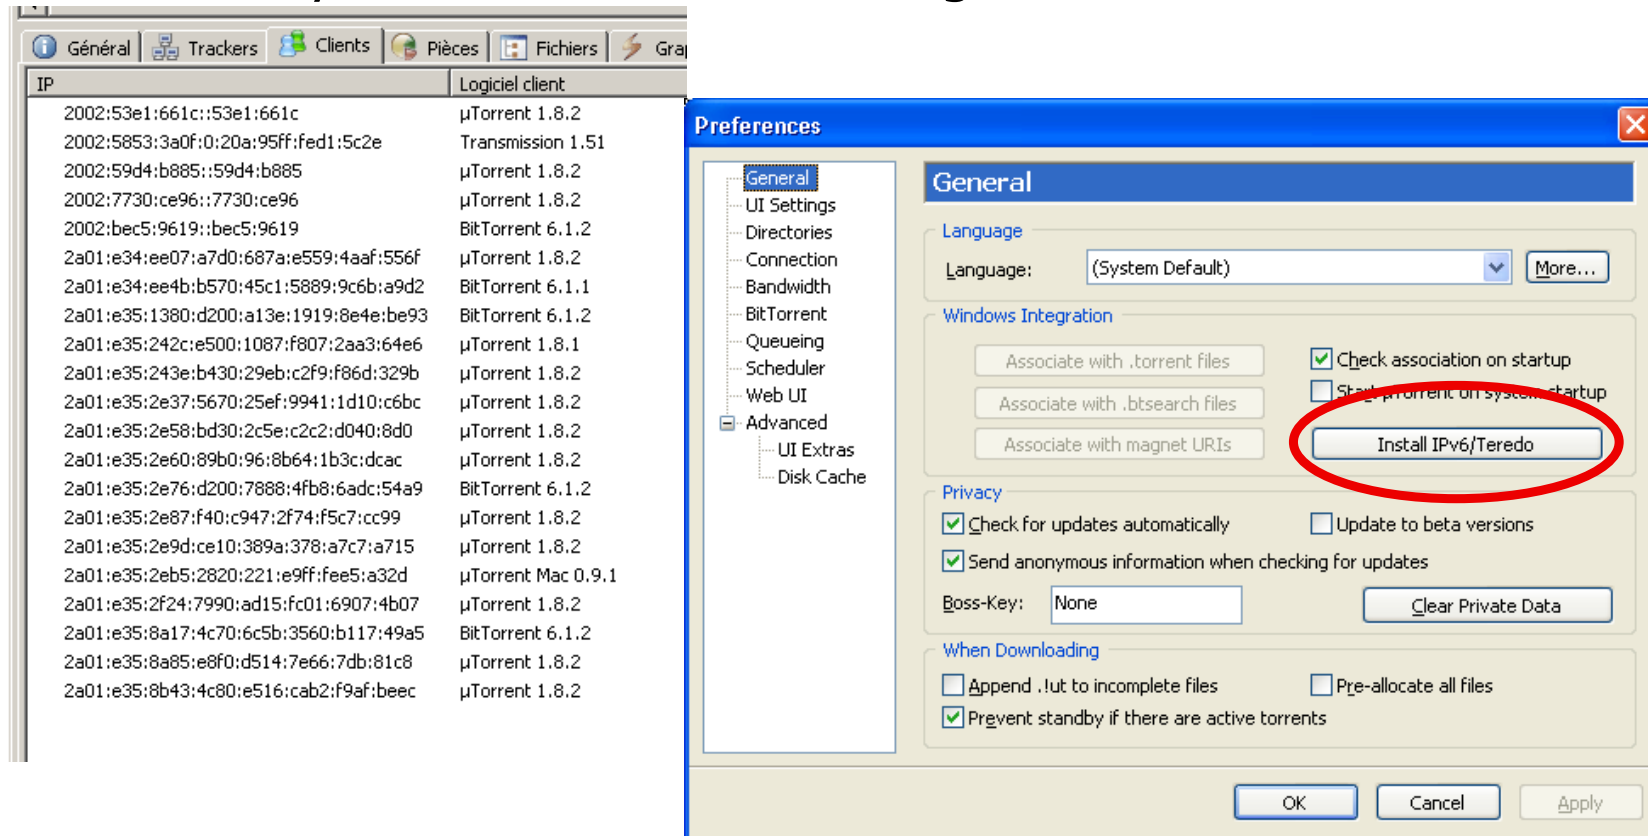 Général Trackers Clients Pièces Fichiers
IP Logiciel client
2002:53e1:661c::53e1:661c µTorrent 1.8.2
2002:5853:3a0f:0:20a:95ff:fed1:5c2e Transmission 1.51
2002:59d4:b885::59d4:b885 µTorrent 1.8.2
2002:7730:ce96::7730:ce96 µTorrent 1.8.2
2002:bec5:9619::bec5:9619 BitTorrent 6.1.2
2a01:e34:ee07:a7d0:687a:e559:4aaf:556f µTorrent 1.8.2
2a01:e34:ee4b:b570:45c1:5889:9c6b:a9d2 BitTorrent 6.1.1
2a01:e35:1380:d200:a13e:1919:8e4e:be93 BitTorrent 6.1.2
2a01:e35:242c:e500:1087:f807:2aa3:64e6 µTorrent 1.8.1
2a01:e35:243e:b430:29eb:c2f9:f86d:329b µTorrent 1.8.2
2a01:e35:2e37:5670:25ef:9941:1d10:c6bc µTorrent 1.8.2
2a01:e35:2e58:bd30:2c5e:c2c2:d040:8d0 µTorrent 1.8.2
2a01:e35:2e60:89b0:96:8b64:1b3c:dcac µTorrent 1.8.2
2a01:e35:2e76:d200:7888:4fb8:6adc:54a9 BitTorrent 6.1.2
2a01:e35:2e87:f40:c947:2f74:f5c7:cc99 µTorrent 1.8.2
2a01:e35:2e9d:ce10:389a:378:a7c7:a715 µTorrent 1.8.2
2a01:e35:2eb5:2820:221:e9ff:fee5:a32d µTorrent Mac 0.9.1
2a01:e35:2f24:7990:ad15:fc01:6907:4b07 µTorrent 1.8.2
2a01:e35:8a17:4c70:6c5b:3560:b117:49a5 BitTorrent 6.1.2
2a01:e35:8a85:e8f0:d514:7e66:7db:81c8 µTorrent 1.8.2
2a01:e35:8b43:4c80:e516:cab2:f9af:beec µTorrent 1.8.2
Preferences
General
UI Settings
Directories
Connection
Bandwidth
BitTorrent
Queueing
Scheduler
Web UI
Advanced
UI Extras
Disk Cache
General
Language
Language: (System Default) More...
Windows Integration
Associate with .torrent files Check association on startup
Associate with .btsearch files Start µTorrent on system startup
Associate with magnet URIs Install IPv6/Teredo
Privacy
Check for updates automatically Update to beta versions
Send anonymous information when checking for updates
Boss-Key: None Clear Private Data
When Downloading
Append .!ut to incomplete files Pre-allocate all files
Prevent standby if there are active torrents
OK Cancel Apply